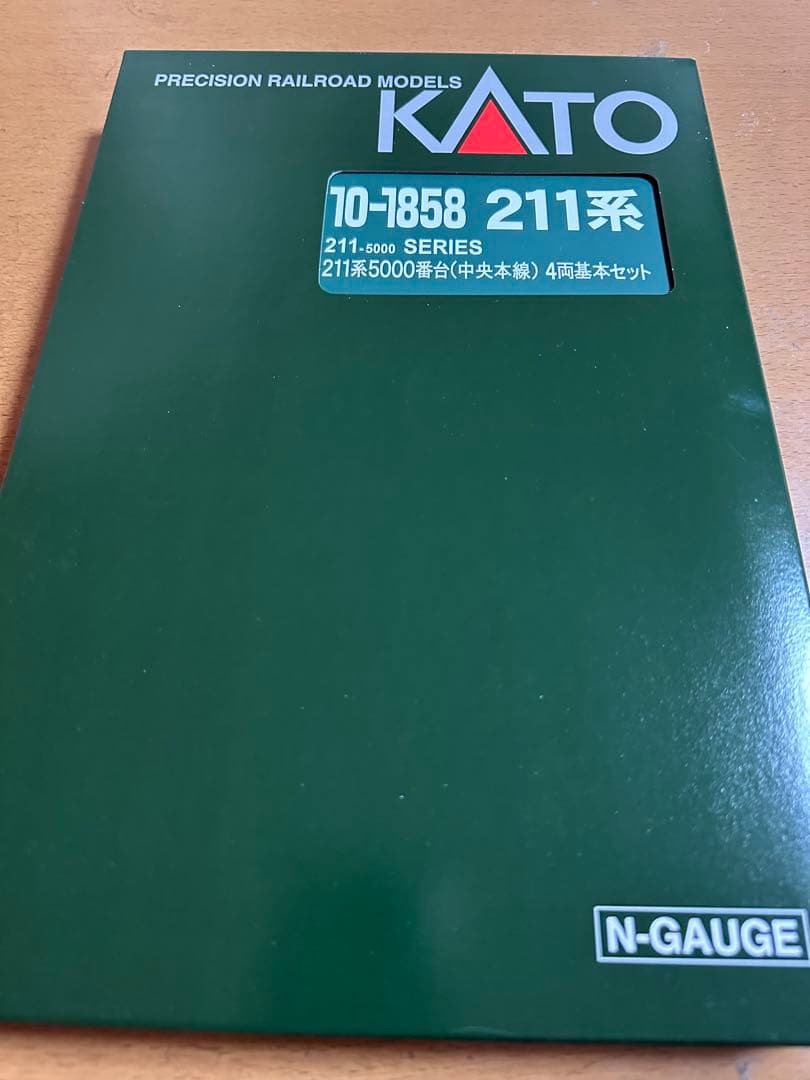 PRECISION RAILROAD MODELS
KATO
10-1858 211系
211-5000 SERIES
211系5000番台(中央本線) 4両基本セット
N-GAUGE